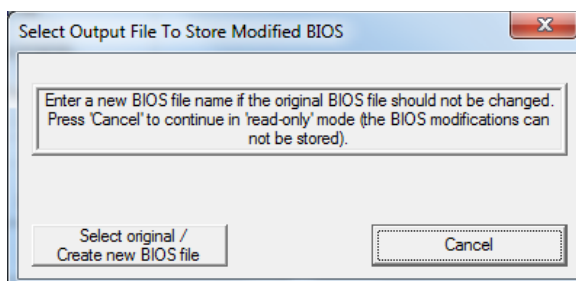 Select Output File To Store Modified BIOS
Enter a new BIOS file name if the original BIOS file should not be changed.
Press 'Cancel' to continue in 'read-only' mode (the BIOS modifications can
not be stored).
Select original /
Create new BIOS file
Cancel